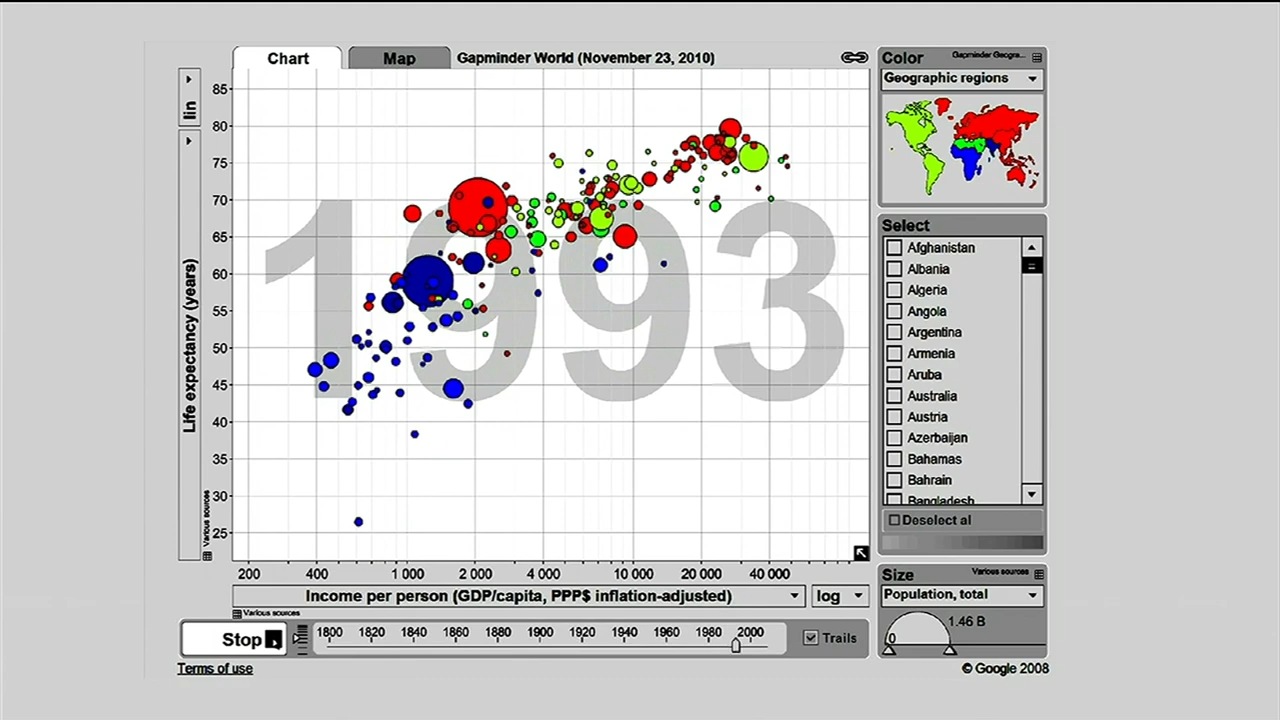 Chart
Map
Gapminder World (November 23, 2010)
Color
Gapminder Geogra...
Geographic regions
lin
Life expectancy (years)
Various sources
85
80
75
70
65
60
55
50
45
40
35
30
25
1993
Select
Afghanistan
Albania
Algeria
Angola
Argentina
Armenia
Aruba
Australia
Austria
Azerbaijan
Bahamas
Bahrain
Bangladesh
Deselect al
200 400 1 000 2 000 4 000 10 000 20 000 40 000
Income per person (GDP/capita, PPP$ inflation-adjusted)
log
Various sources
Size
Various sources
Population, total
1.46 B
0
Stop
1800 1820 1840 1860 1880 1900 1920 1940 1960 1980 2000
Trails
Terms of use
© Google 2008